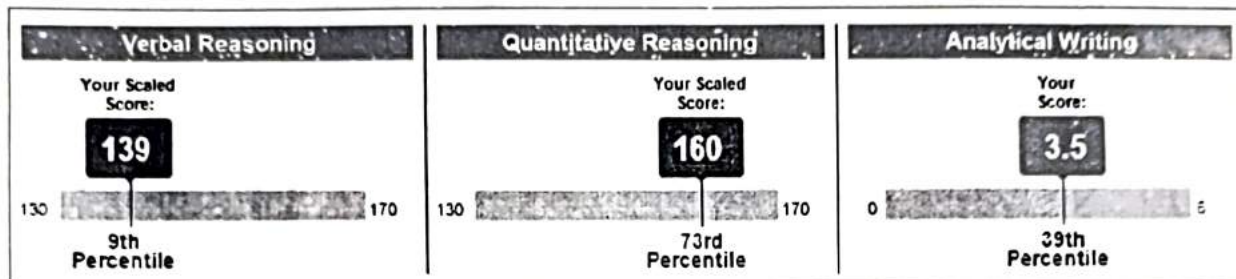 Verbal Reasoning
Your Scaled
Score:
139
130 170
9th
Percentile
Quantitative Reasoning
Your Scaled
Score:
160
130 170
73rd
Percentile
Analytical Writing
Your
Score:
3.5
0 6
39th
Percentile